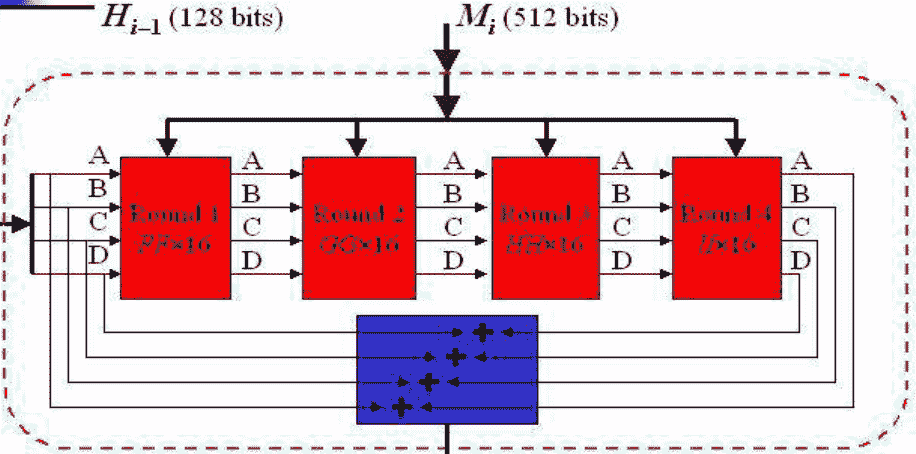 H_{i–1} (128 bits)
M_i (512 bits)
A A A A A
B B B B B
C C C C C
D D D D D
Round 1
FF×16
Round 2
GG×16
Round 3
HH×16
Round 4
II×16
+
+
+
+